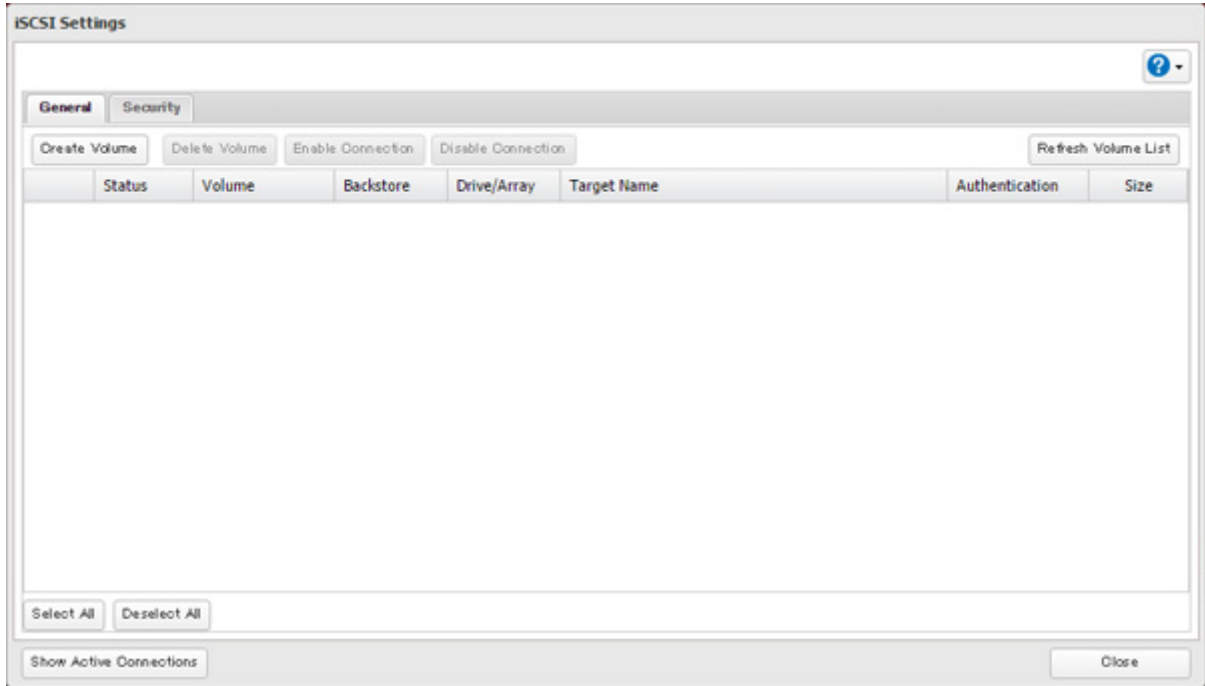 iSCSI Settings
?
General Security
Create Volume Delete Volume Enable Connection Disable Connection Refresh Volume List
Status Volume Backstore Drive/Array Target Name Authentication Size
Select All Deselect All
Show Active Connections Close